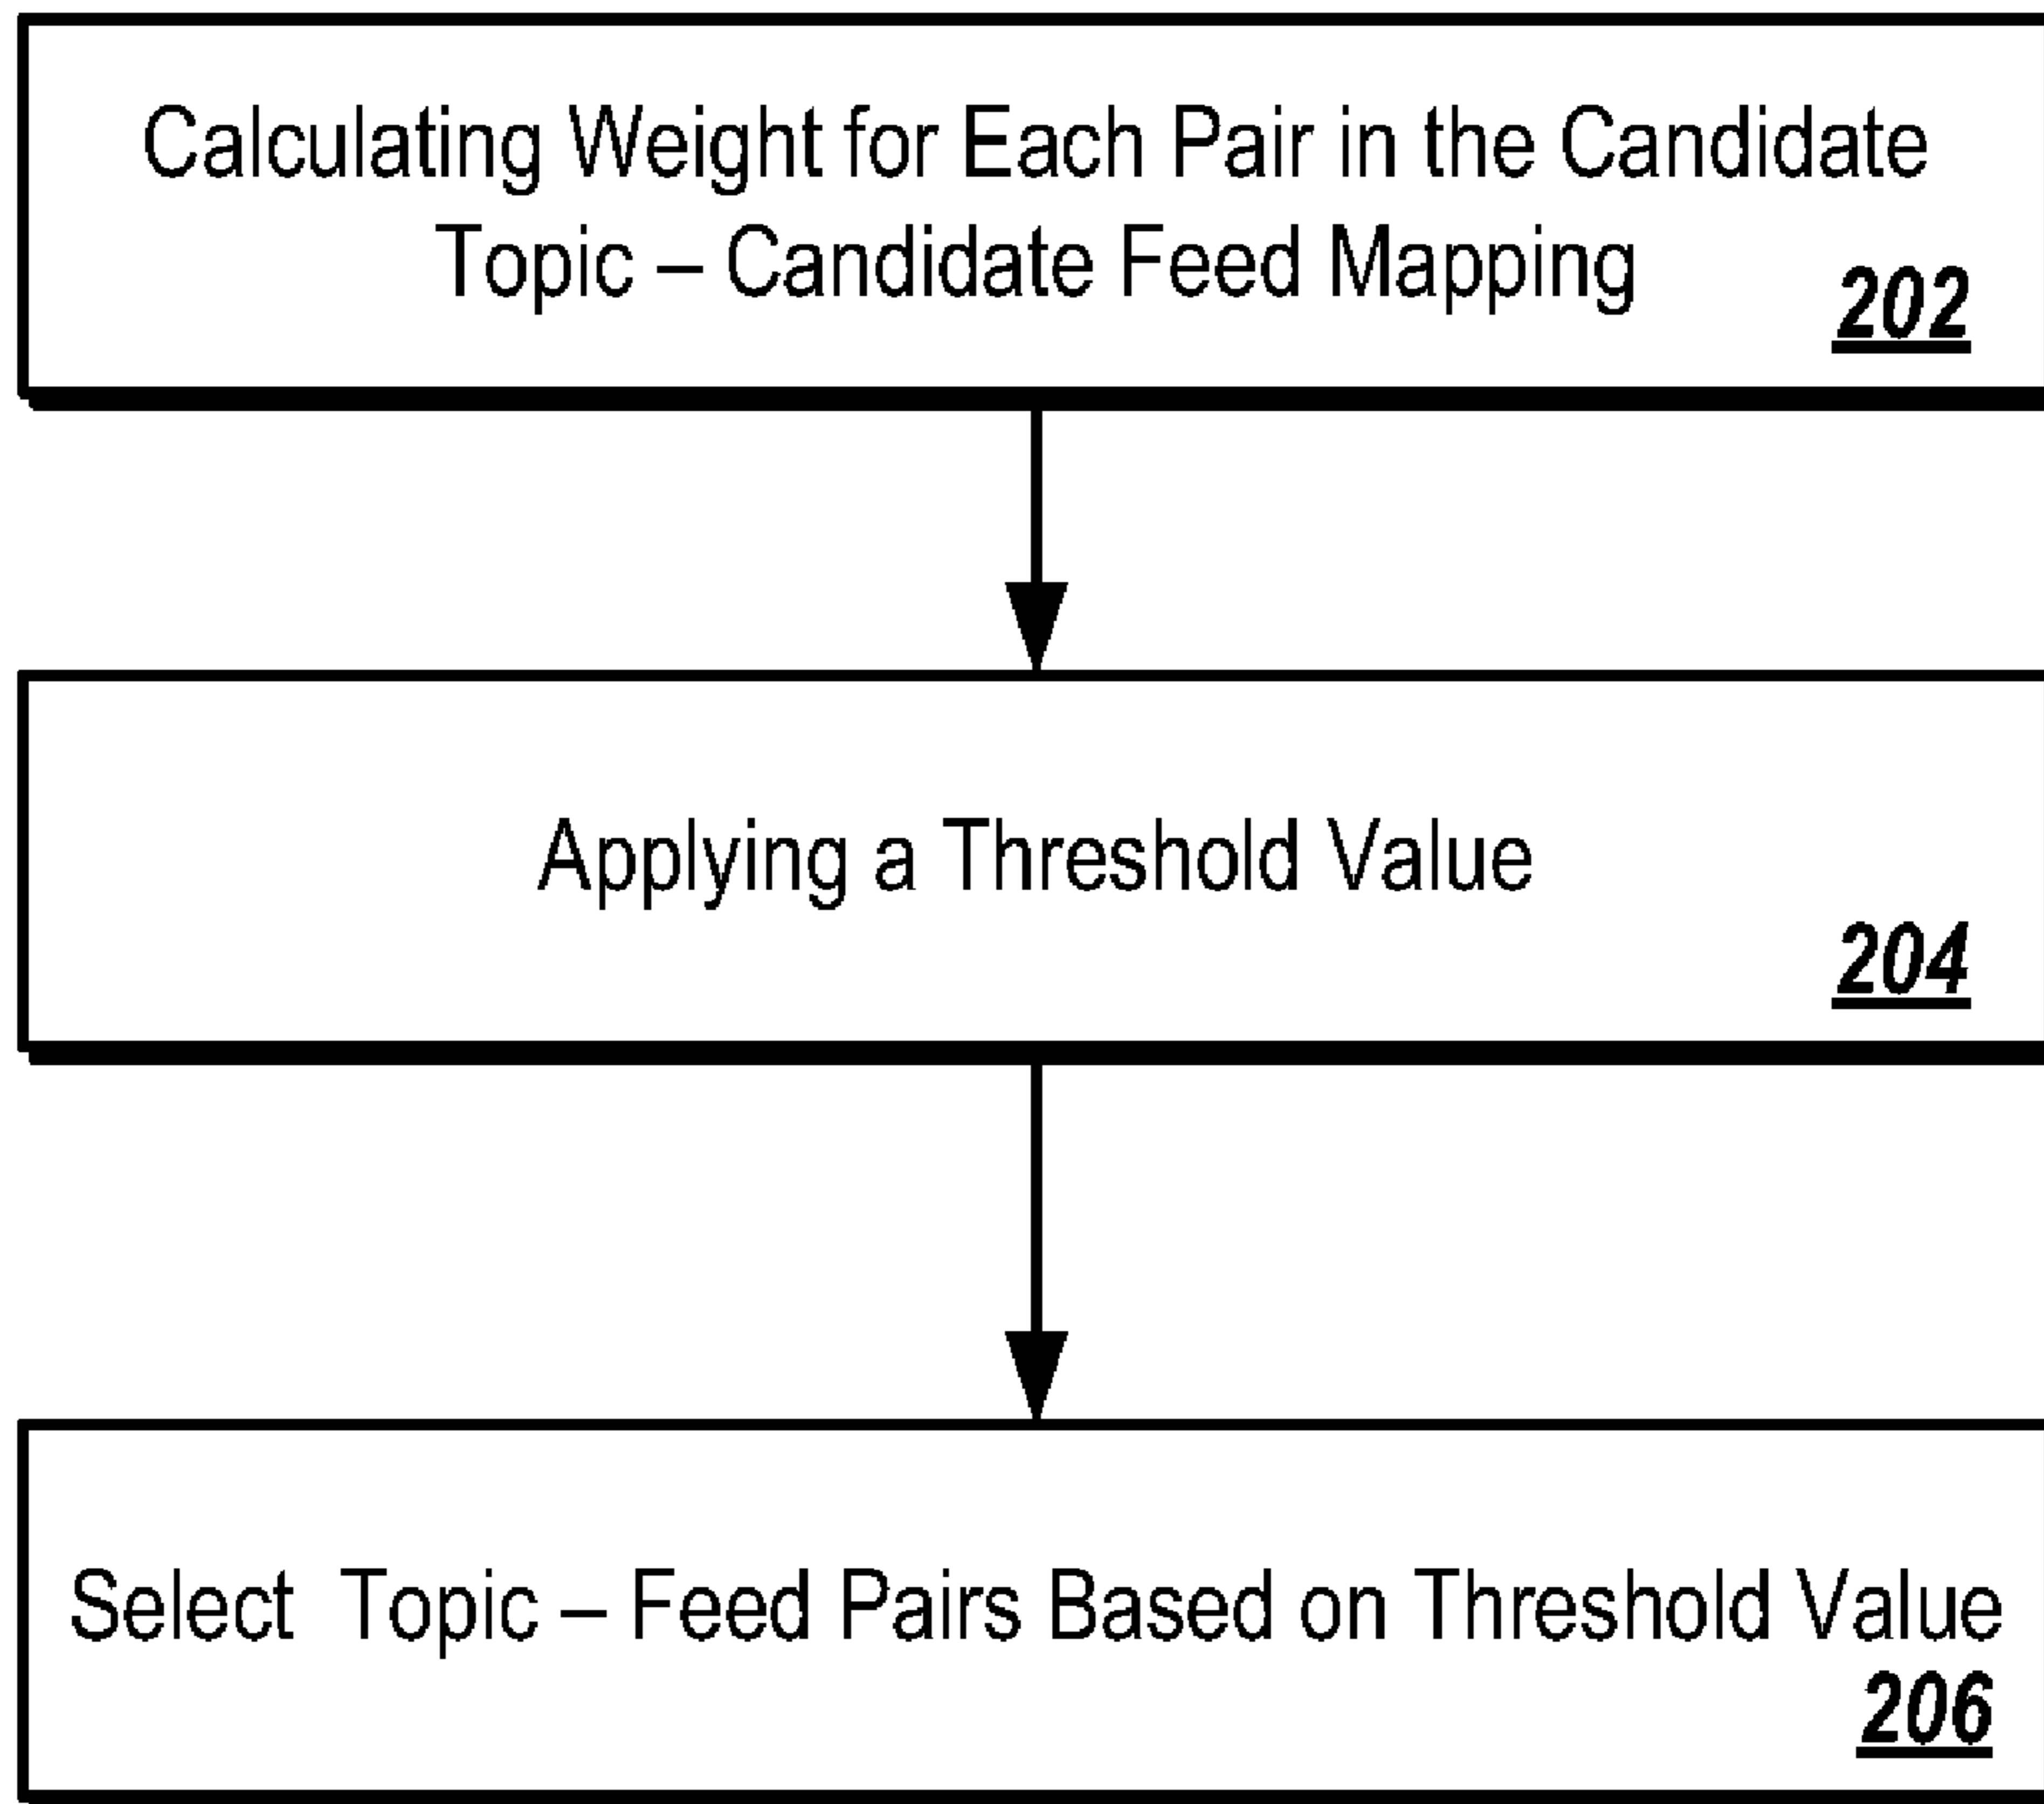 Calculating Weight for Each Pair in the Candidate
Topic – Candidate Feed Mapping
202
Applying a Threshold Value
204
Select Topic – Feed Pairs Based on Threshold Value
206